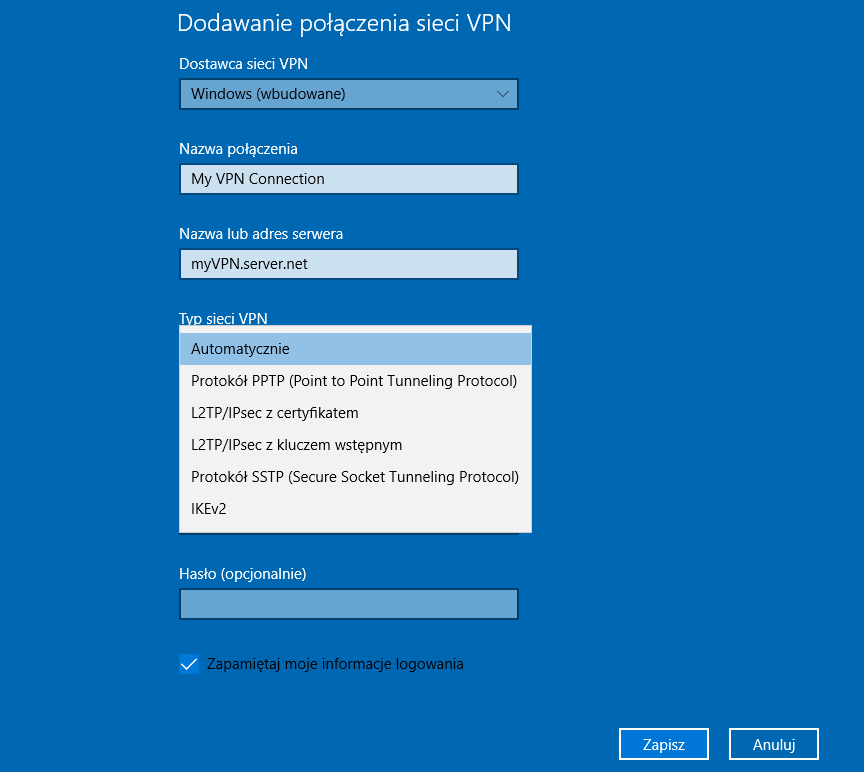 Dodawanie połączenia sieci VPN
Dostawca sieci VPN
Windows (wbudowane)
Nazwa połączenia
My VPN Connection
Nazwa lub adres serwera
myVPN.server.net
Typ sieci VPN
Automatycznie
Protokół PPTP (Point to Point Tunneling Protocol)
L2TP/IPsec z certyfikatem
L2TP/IPsec z kluczem wstępnym
Protokół SSTP (Secure Socket Tunneling Protocol)
IKEv2
Hasło (opcjonalnie)
Zapamiętaj moje informacje logowania
Zapisz
Anuluj